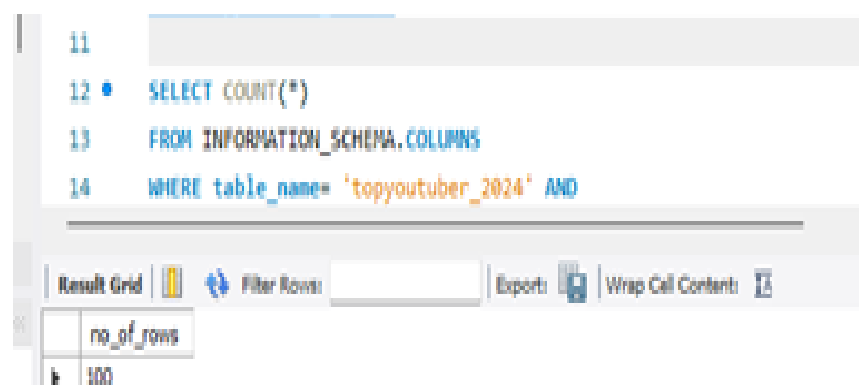 11
12 SELECT COUNT(*)
13 FROM INFORMATION_SCHEMA.COLUMNS
14 WHERE table_name= 'topyoutuber_2024' AND
Result Grid Filter Rows: Export: Wrap Cell Content:
no_of_rows
100